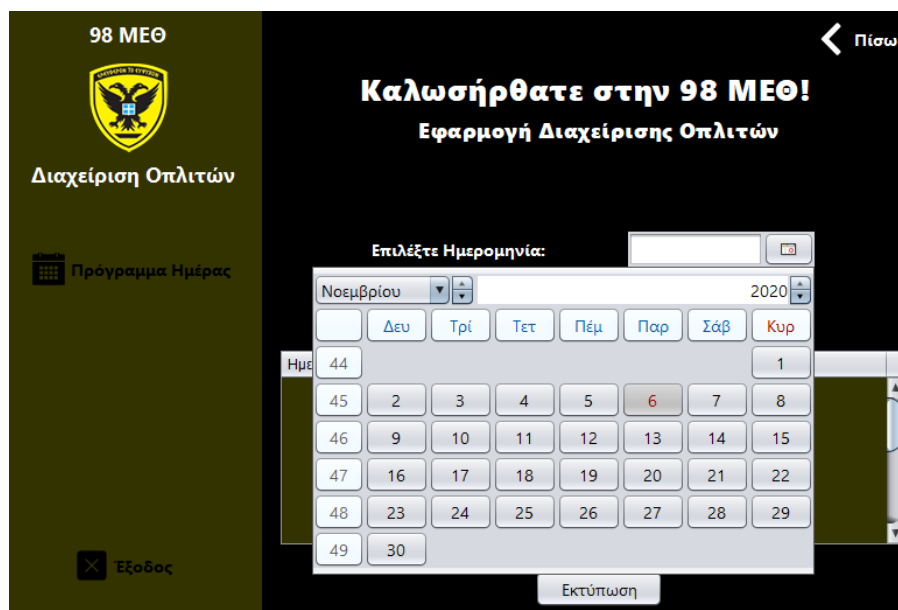 98 ΜΕΘ
Διαχείριση Οπλιτών
Πρόγραμμα Ημέρας
Έξοδος
Πίσω
Καλωσήρθατε στην 98 ΜΕΘ!
Εφαρμογή Διαχείρισης Οπλιτών
Επιλέξτε Ημερομηνία:
Νοεμβρίου 2020
Δευ Τρί Τετ Πέμ Παρ Σάβ Κυρ
Ημε
44 1
45 2 3 4 5 6 7 8
46 9 10 11 12 13 14 15
47 16 17 18 19 20 21 22
48 23 24 25 26 27 28 29
49 30
Εκτύπωση